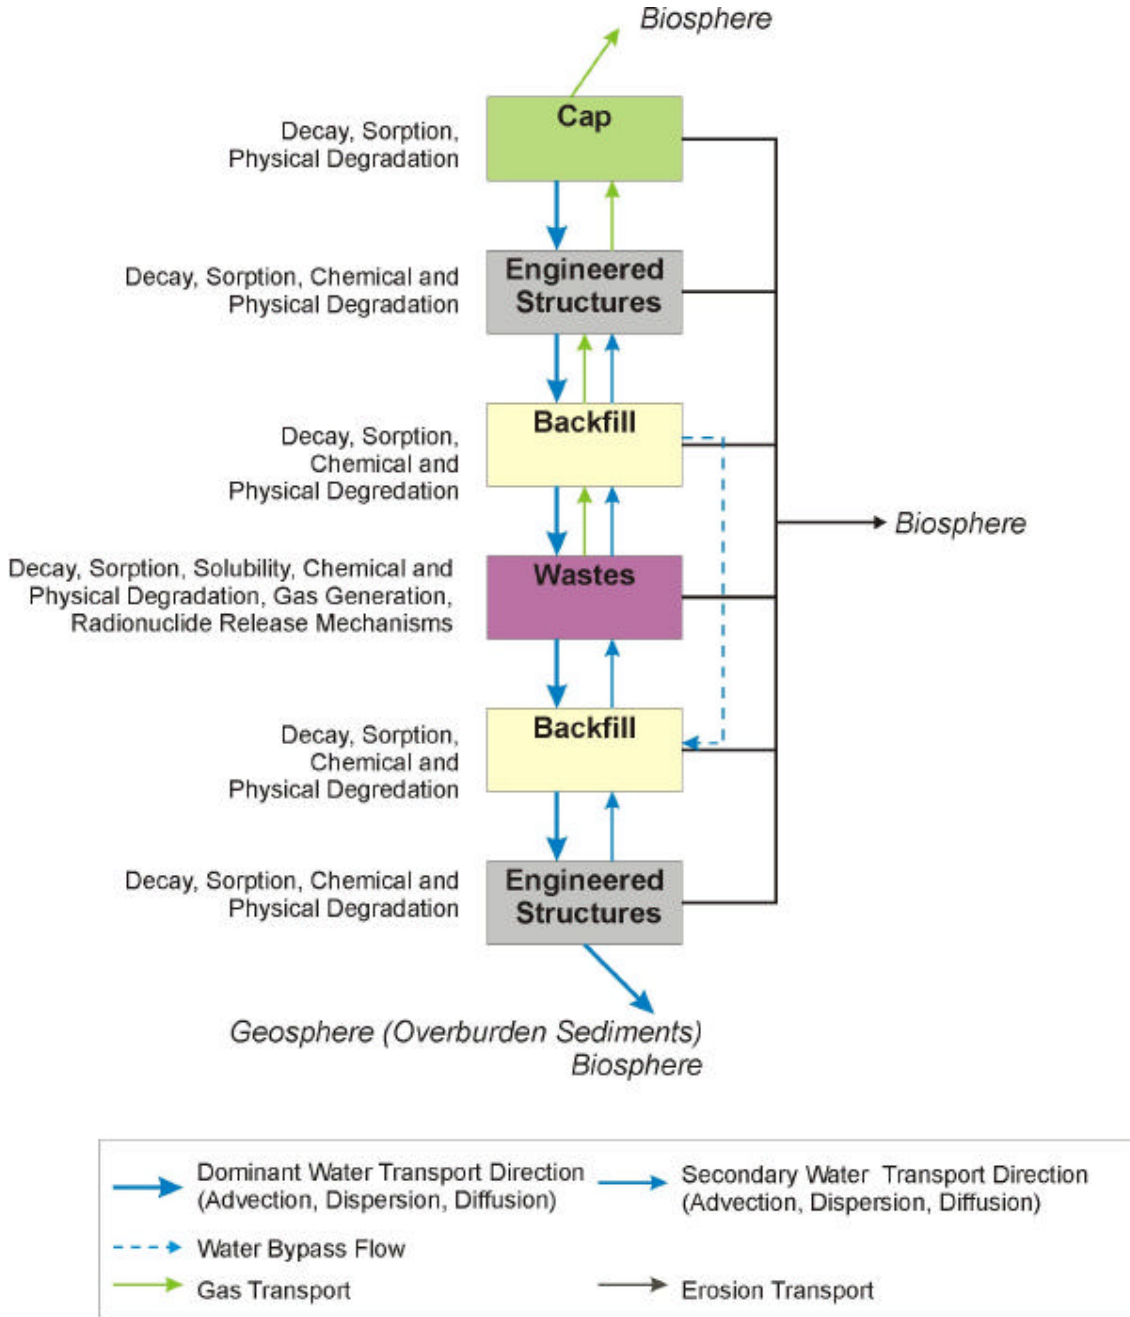 Biosphere
Cap
Decay, Sorption,
Physical Degradation
Engineered
Structures
Decay, Sorption, Chemical and
Physical Degradation
Backfill
Decay, Sorption,
Chemical and
Physical Degredation
Biosphere
Wastes
Decay, Sorption, Solubility, Chemical and
Physical Degradation, Gas Generation,
Radionuclide Release Mechanisms
Backfill
Decay, Sorption,
Chemical and
Physical Degredation
Engineered
Structures
Decay, Sorption, Chemical and
Physical Degradation
Geosphere (Overburden Sediments)
Biosphere
Dominant Water Transport Direction
(Advection, Dispersion, Diffusion)
Secondary Water Transport Direction
(Advection, Dispersion, Diffusion)
Water Bypass Flow
Gas Transport
Erosion Transport